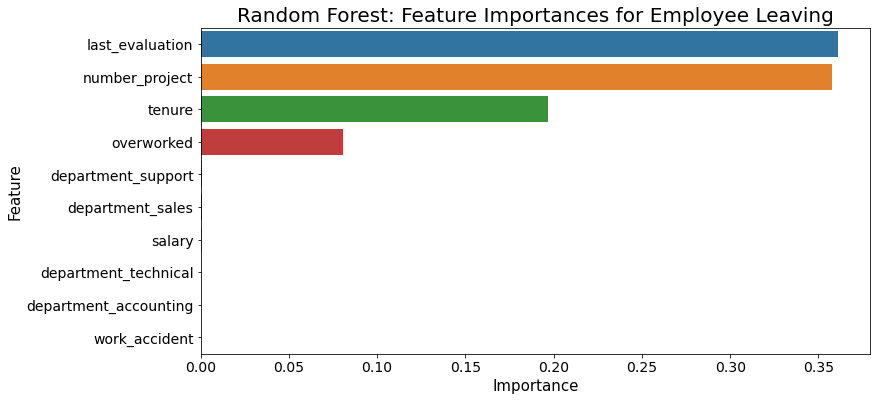 Random Forest: Feature Importances for Employee Leaving
Feature
last_evaluation
number_project
tenure
overworked
department_support
department_sales
salary
department_technical
department_accounting
work_accident
0.00 0.05 0.10 0.15 0.20 0.25 0.30 0.35
Importance